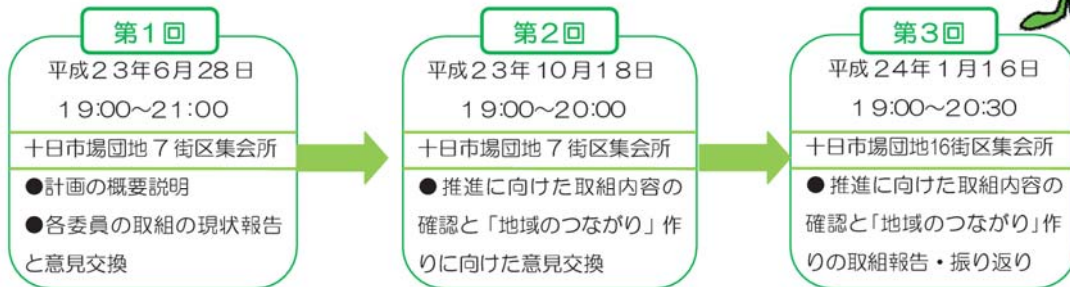 第1回
平成23年6月28日
19:00～21:00
十日市場団地7街区集会所
●計画の概要説明
●各委員の取組の現状報告
と意見交換
第2回
平成23年10月18日
19:00～20:00
十日市場団地7街区集会所
●推進に向けた取組内容の
確認と「地域のつながり」作
りに向けた意見交換
第3回
平成24年1月16日
19:00～20:30
十日市場団地16街区集会所
●推進に向けた取組内容の
確認と「地域のつながり」作
りの取組報告・振り返り